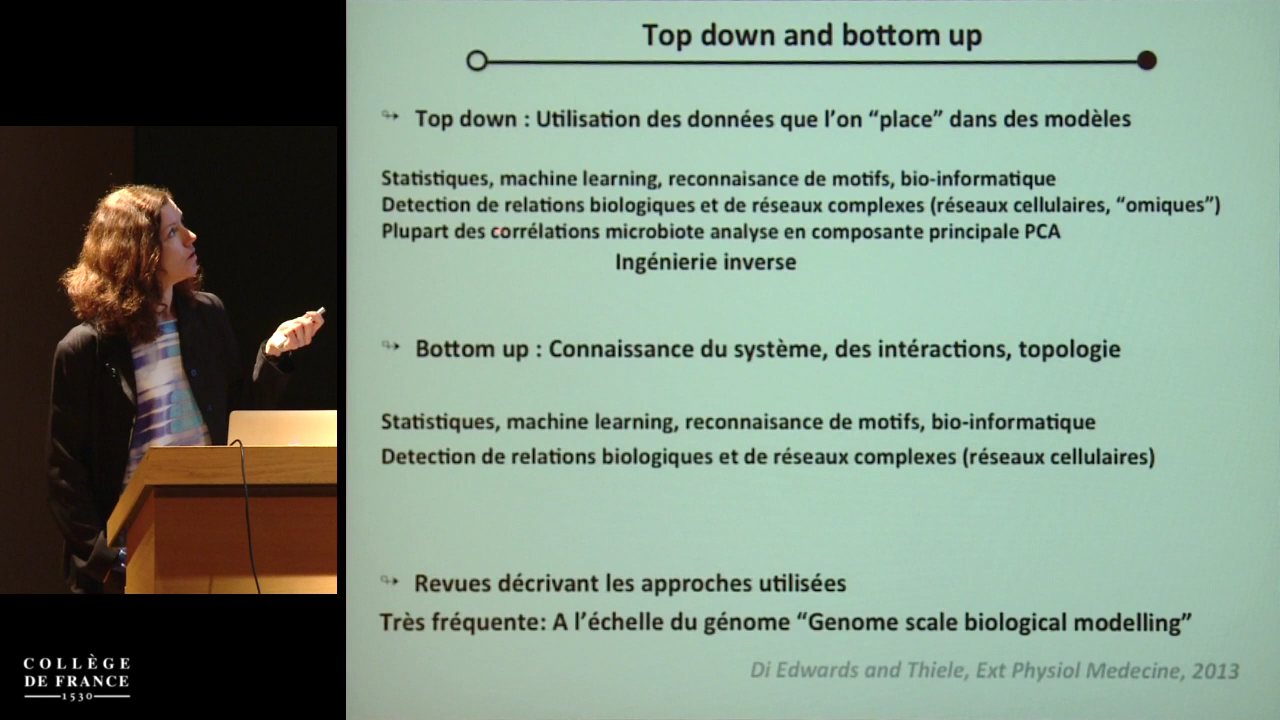 Top down and bottom up
Top down : Utilisation des données que l’on “place” dans des modèles
Statistiques, machine learning, reconnaisance de motifs, bio-informatique
Detection de relations biologiques et de réseaux complexes (réseaux cellulaires, “omiques”)
Plupart des corrélations microbiote analyse en composante principale PCA
Ingénierie inverse
Bottom up : Connaissance du système, des intéractions, topologie
Statistiques, machine learning, reconnaisance de motifs, bio-informatique
Detection de relations biologiques et de réseaux complexes (réseaux cellulaires)
Revues décrivant les approches utilisées
Très fréquente: A l’échelle du génome “Genome scale biological modelling”
Di Edwards and Thiele, Ext Physiol Medecine, 2013
COLLÈGE
DE FRANCE
1530